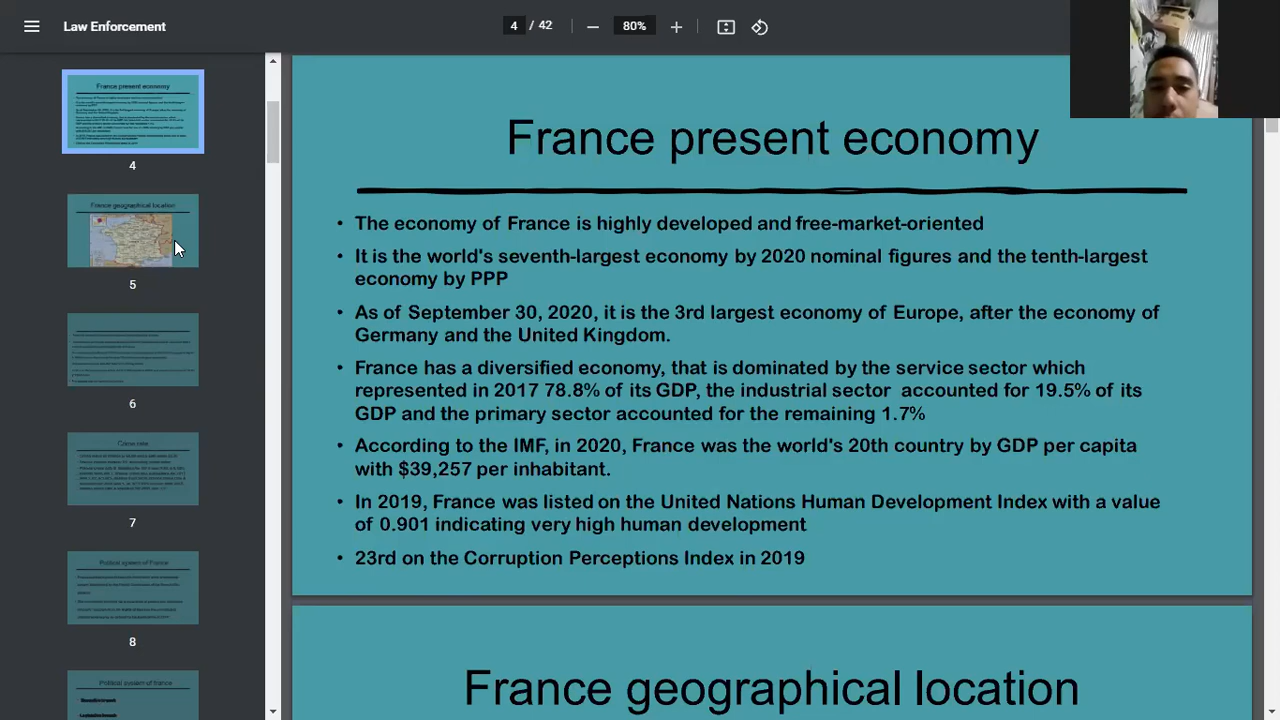 Law Enforcement
4 / 42
80%
France present economy
4
France geographical location
5
6
Crime rate
7
Political system of France
8
Political system of france
France present economy
• The economy of France is highly developed and free-market-oriented
• It is the world's seventh-largest economy by 2020 nominal figures and the tenth-largest
economy by PPP
• As of September 30, 2020, it is the 3rd largest economy of Europe, after the economy of
Germany and the United Kingdom.
• France has a diversified economy, that is dominated by the service sector which
represented in 2017 78.8% of its GDP, the industrial sector accounted for 19.5% of its
GDP and the primary sector accounted for the remaining 1.7%
• According to the IMF, in 2020, France was the world's 20th country by GDP per capita
with $39,257 per inhabitant.
• In 2019, France was listed on the United Nations Human Development Index with a value
of 0.901 indicating very high human development
• 23rd on the Corruption Perceptions Index in 2019
France geographical location